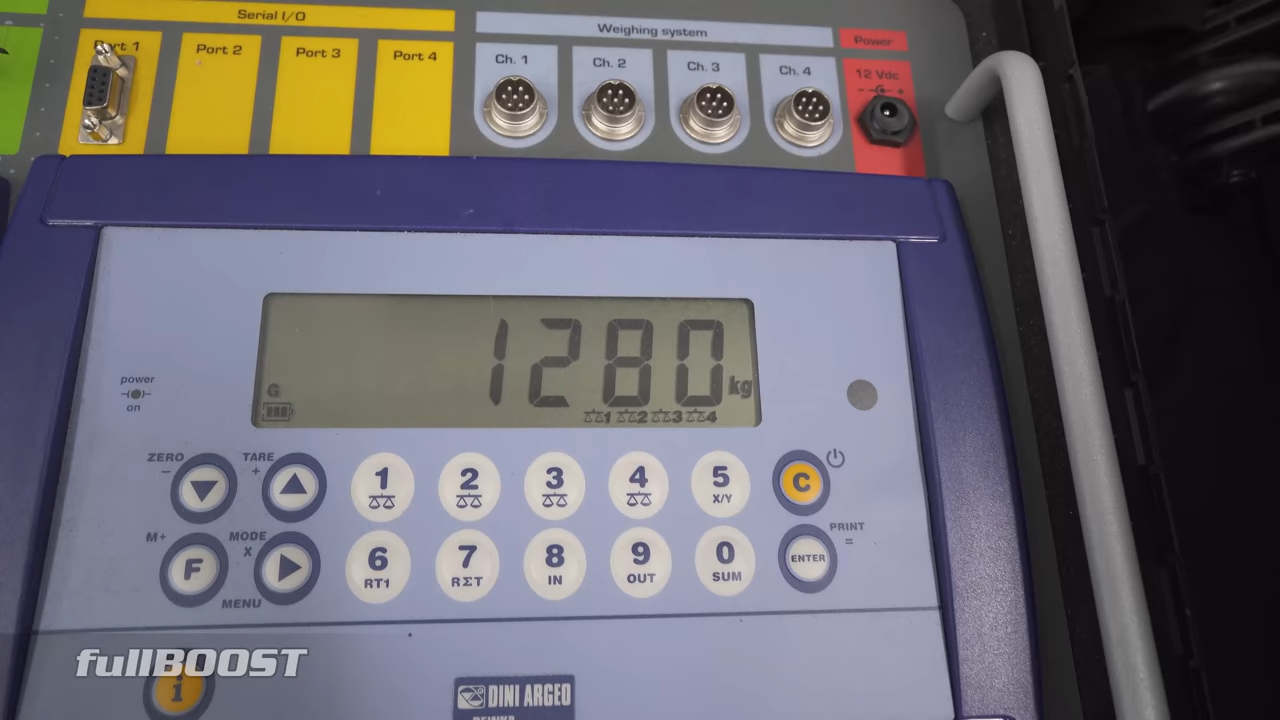 Serial I/O
Port 1
Port 2
Port 3
Port 4
Weighing system
Ch. 1
Ch. 2
Ch. 3
Ch. 4
Power
12 Vdc
- +
1280 kg
G
1 2 3 4
power
on
ZERO
-
TARE
+
1
2
3
4
5
X/Y
C
M+
F
MODE
X
MENU
6
RT1
7
RΣT
8
IN
9
OUT
0
SUM
ENTER
PRINT
=
fullBOOST
i
DINI ARGEO